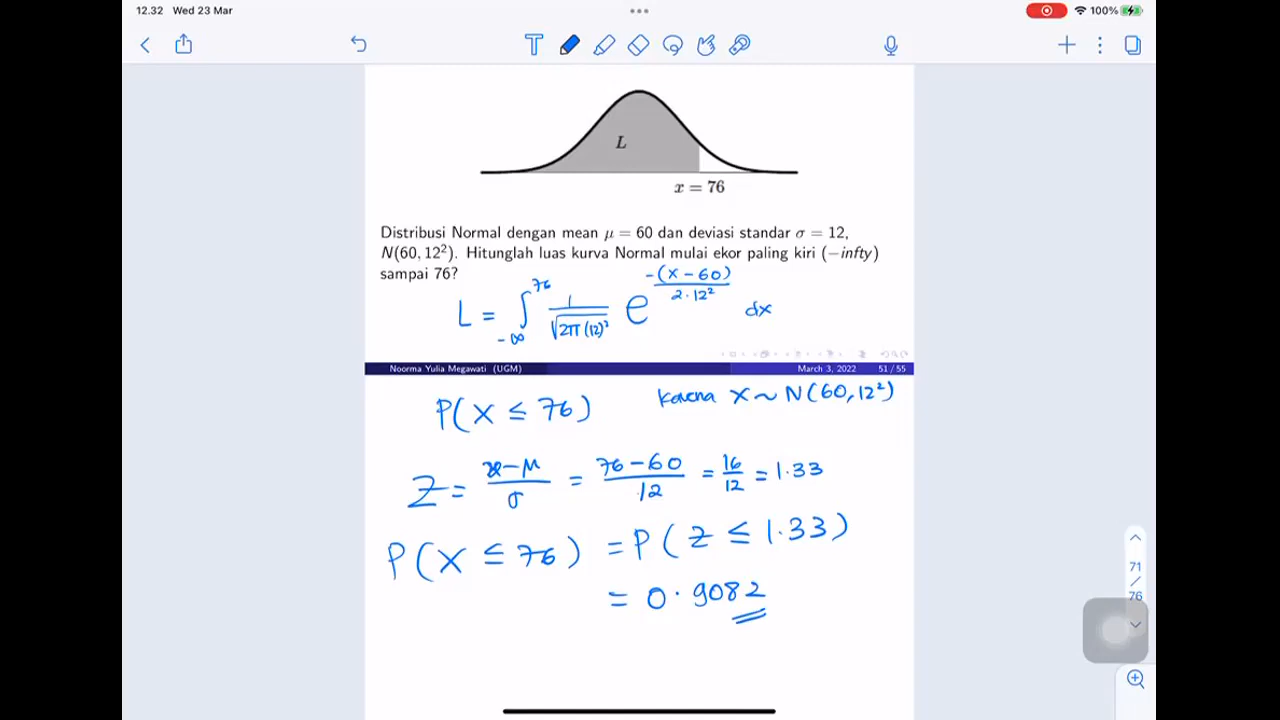 12.32 Wed 23 Mar
100%
L
x = 76
Distribusi Normal dengan mean μ = 60 dan deviasi standar σ = 12,
N(60, 12²). Hitunglah luas kurva Normal mulai ekor paling kiri (−infty)
sampai 76?
L = ∫_{-∞}^{76} 1/√(2π(12)²) e^{-(x-60)/(2·12²)} dx
Noorma Yulia Megawati (UGM) March 3, 2022 51 / 55
P(X ≤ 76) karena X ~ N(60, 12²)
Z = (x-μ)/σ = (76-60)/12 = 16/12 = 1.33
P(X ≤ 76) = P(Z ≤ 1.33)
= 0.9082
71
/
76